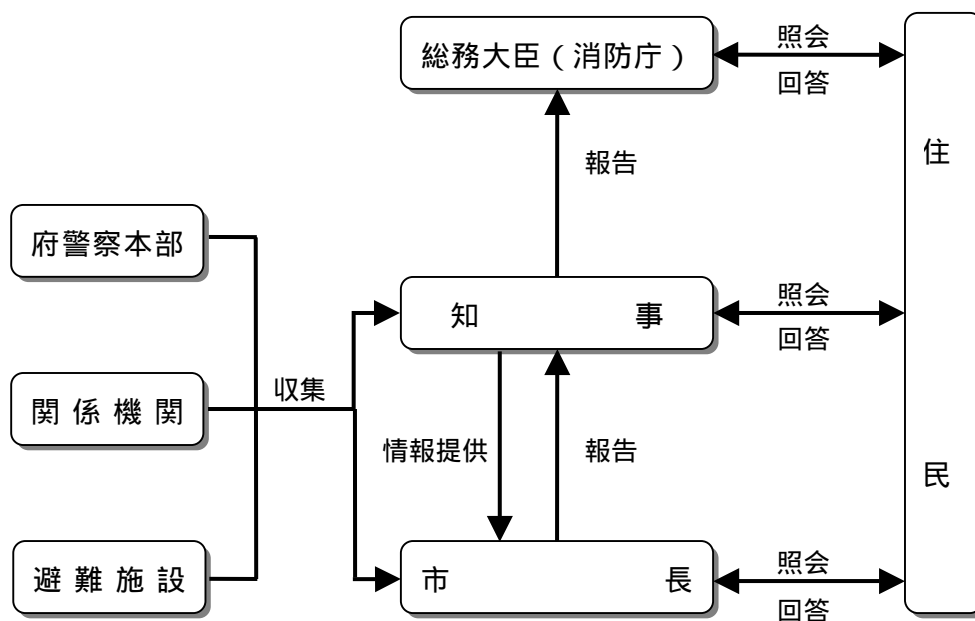 総務大臣（消防庁）
照会
回答
住民
報告
府警察本部
知事
照会
回答
関係機関
収集
情報提供
報告
避難施設
市長
照会
回答